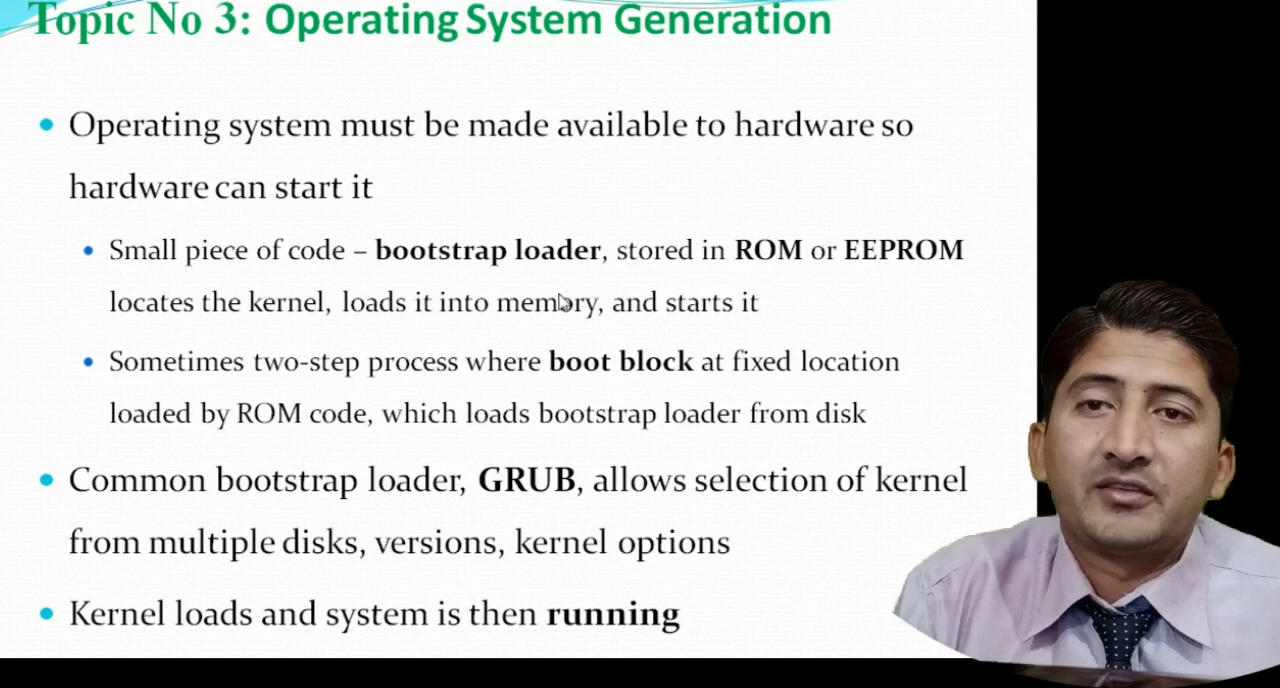 Topic No 3: Operating System Generation
• Operating system must be made available to hardware so
hardware can start it
• Small piece of code – bootstrap loader, stored in ROM or EEPROM
locates the kernel, loads it into memory, and starts it
• Sometimes two-step process where boot block at fixed location
loaded by ROM code, which loads bootstrap loader from disk
• Common bootstrap loader, GRUB, allows selection of kernel
from multiple disks, versions, kernel options
• Kernel loads and system is then running